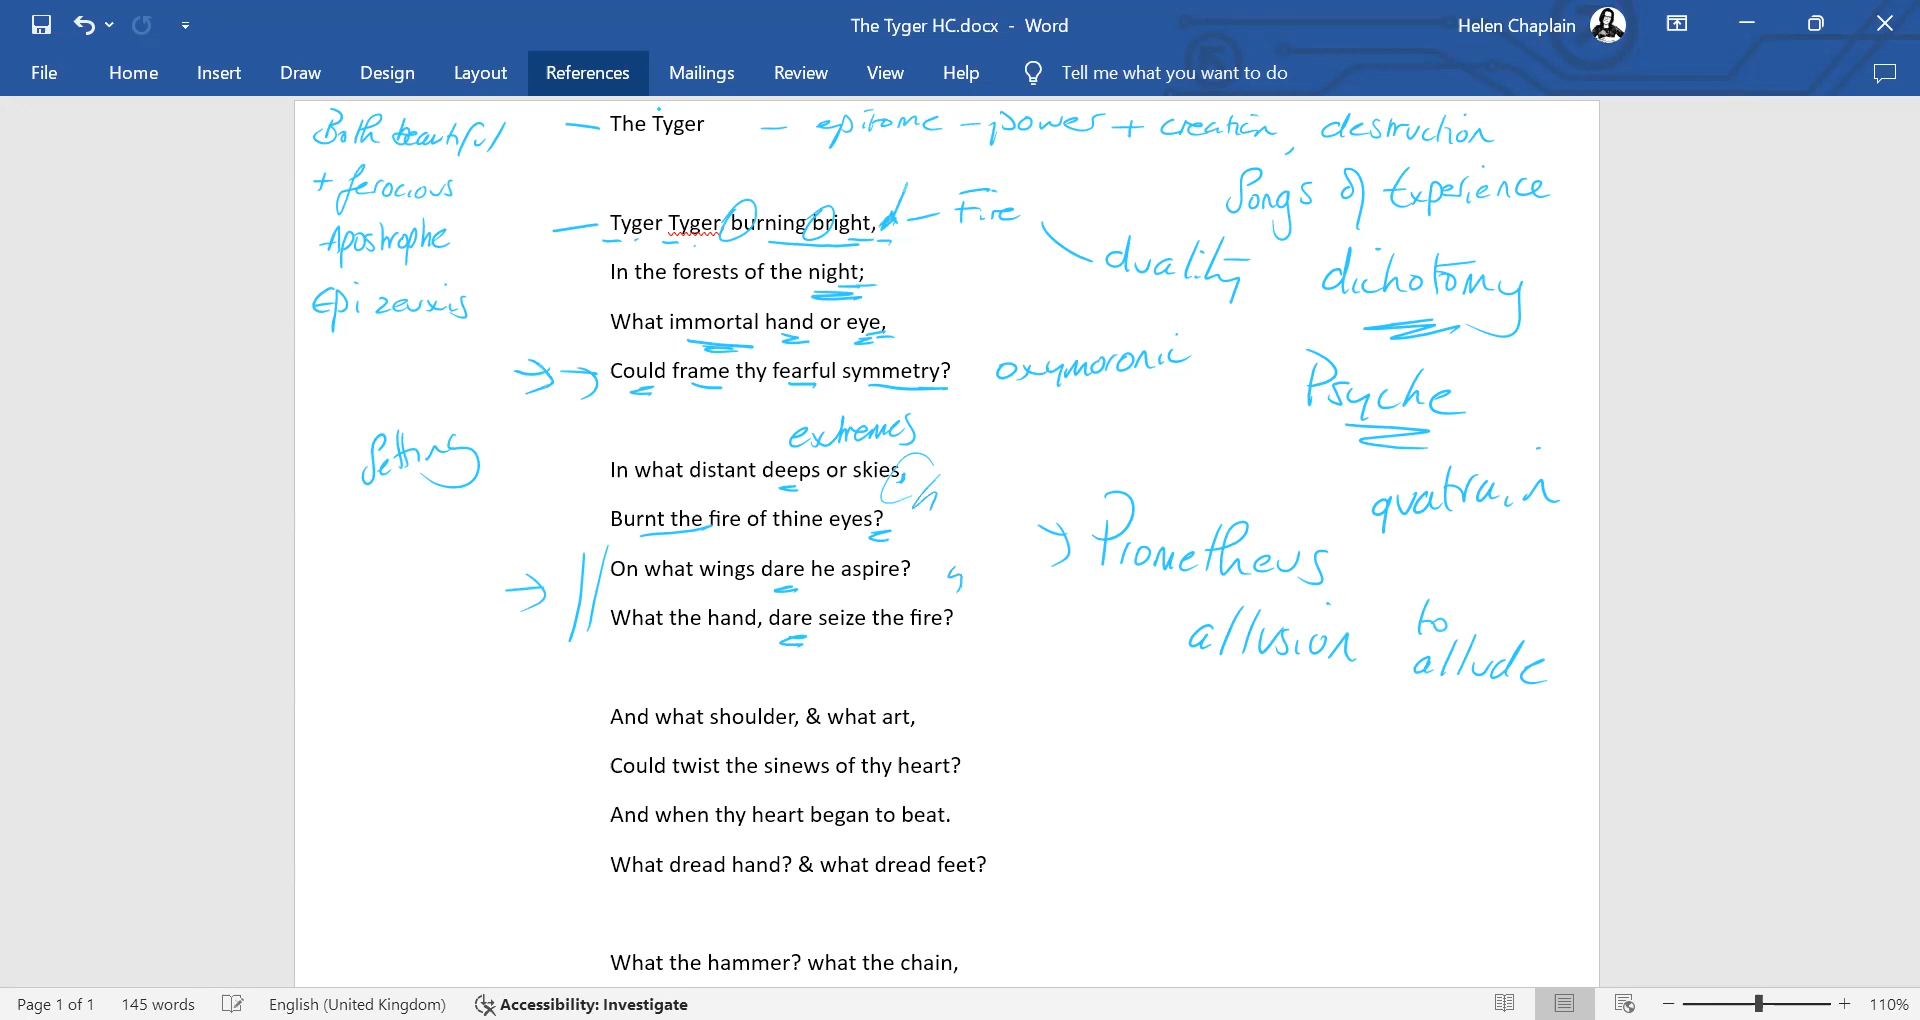 The Tyger HC.docx - Word
Helen Chaplain
File Home Insert Draw Design Layout References Mailings Review View Help Tell me what you want to do
Both beautiful
+ ferocious
Apostrophe
Epizeuxis
The Tyger
- epitome - power + creation, destruction
Songs of Experience
Tyger Tyger burning bright,
- Fire
duality
dichotomy
In the forests of the night;
What immortal hand or eye,
Could frame thy fearful symmetry?
oxymoronic
Psyche
extremes
Setting
quatrain
In what distant deeps or skies,
Burnt the fire of thine eyes?
Prometheus
On what wings dare he aspire?
What the hand, dare seize the fire?
allusion
to
allude
And what shoulder, & what art,
Could twist the sinews of thy heart?
And when thy heart began to beat.
What dread hand? & what dread feet?
What the hammer? what the chain,
Page 1 of 1 145 words English (United Kingdom) Accessibility: Investigate 110%